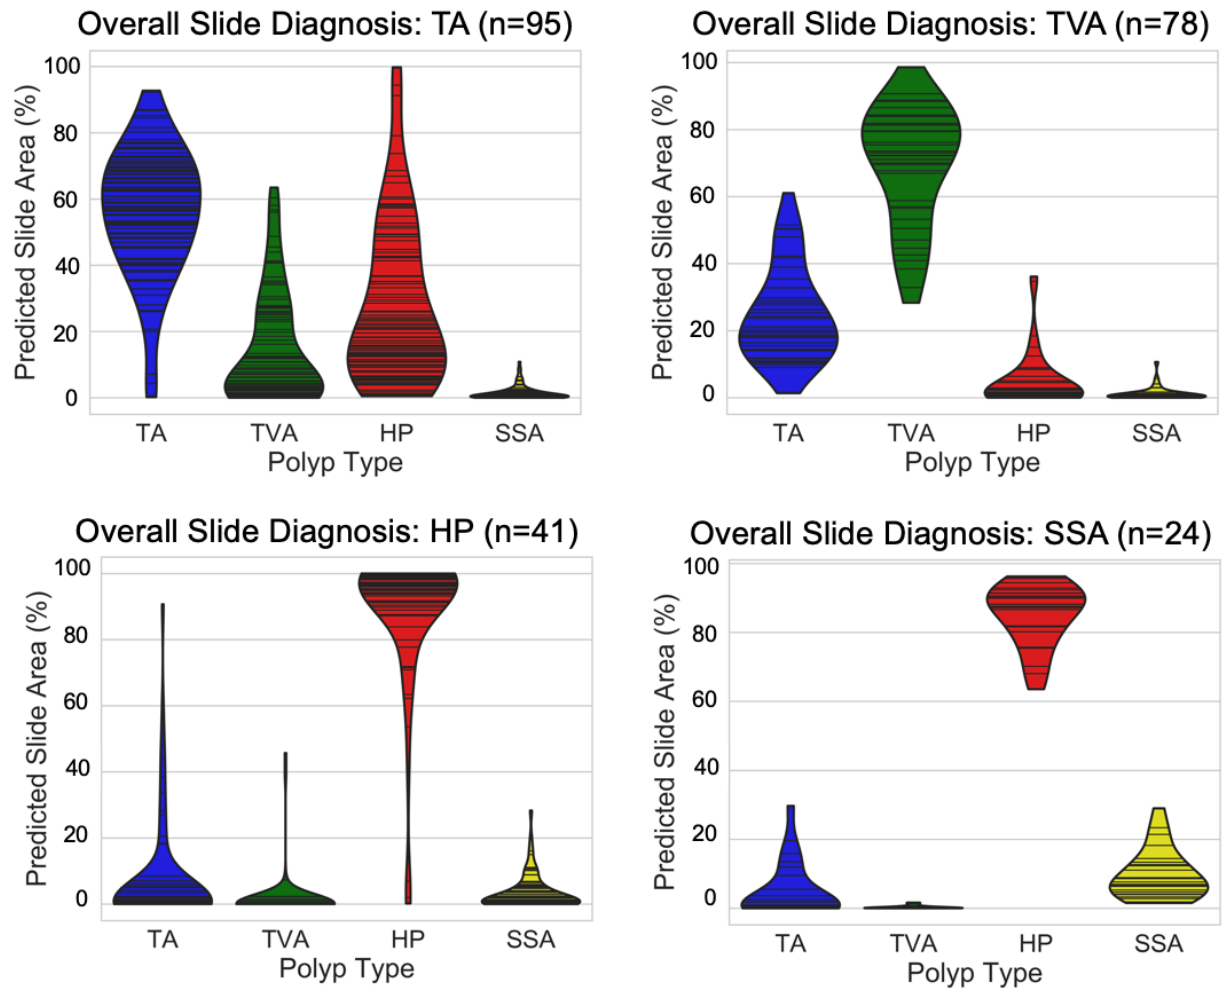 Overall Slide Diagnosis: TA (n=95)
Predicted Slide Area (%)
100
80
60
40
20
0
TA TVA HP SSA
Polyp Type
Overall Slide Diagnosis: TVA (n=78)
Predicted Slide Area (%)
100
80
60
40
20
0
TA TVA HP SSA
Polyp Type
Overall Slide Diagnosis: HP (n=41)
Predicted Slide Area (%)
100
80
60
40
20
0
TA TVA HP SSA
Polyp Type
Overall Slide Diagnosis: SSA (n=24)
Predicted Slide Area (%)
100
80
60
40
20
0
TA TVA HP SSA
Polyp Type